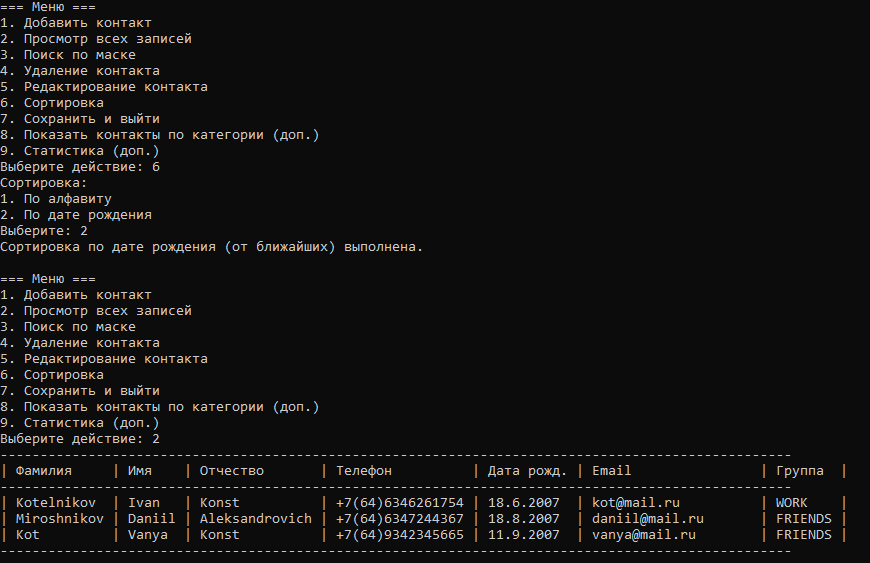 === Меню ===
1. Добавить контакт
2. Просмотр всех записей
3. Поиск по маске
4. Удаление контакта
5. Редактирование контакта
6. Сортировка
7. Сохранить и выйти
8. Показать контакты по категории (доп.)
9. Статистика (доп.)
Выберите действие: 6
Сортировка:
1. По алфавиту
2. По дате рождения
Выберите: 2
Сортировка по дате рождения (от ближайших) выполнена.

=== Меню ===
1. Добавить контакт
2. Просмотр всех записей
3. Поиск по маске
4. Удаление контакта
5. Редактирование контакта
6. Сортировка
7. Сохранить и выйти
8. Показать контакты по категории (доп.)
9. Статистика (доп.)
Выберите действие: 2
---------------------------------------------------------------------------------------------------
| Фамилия     | Имя    | Отчество       | Телефон          | Дата рожд. | Email                | Группа  |
---------------------------------------------------------------------------------------------------
| Kotelnikov  | Ivan   | Konst          | +7(64)6346261754 | 18.6.2007  | kot@mail.ru          | WORK    |
| Miroshnikov | Daniil | Aleksandrovich | +7(64)6347244367 | 18.8.2007  | daniil@mail.ru       | FRIENDS |
| Kot         | Vanya  | Konst          | +7(64)9342345665 | 11.9.2007  | vanya@mail.ru        | FRIENDS |
---------------------------------------------------------------------------------------------------